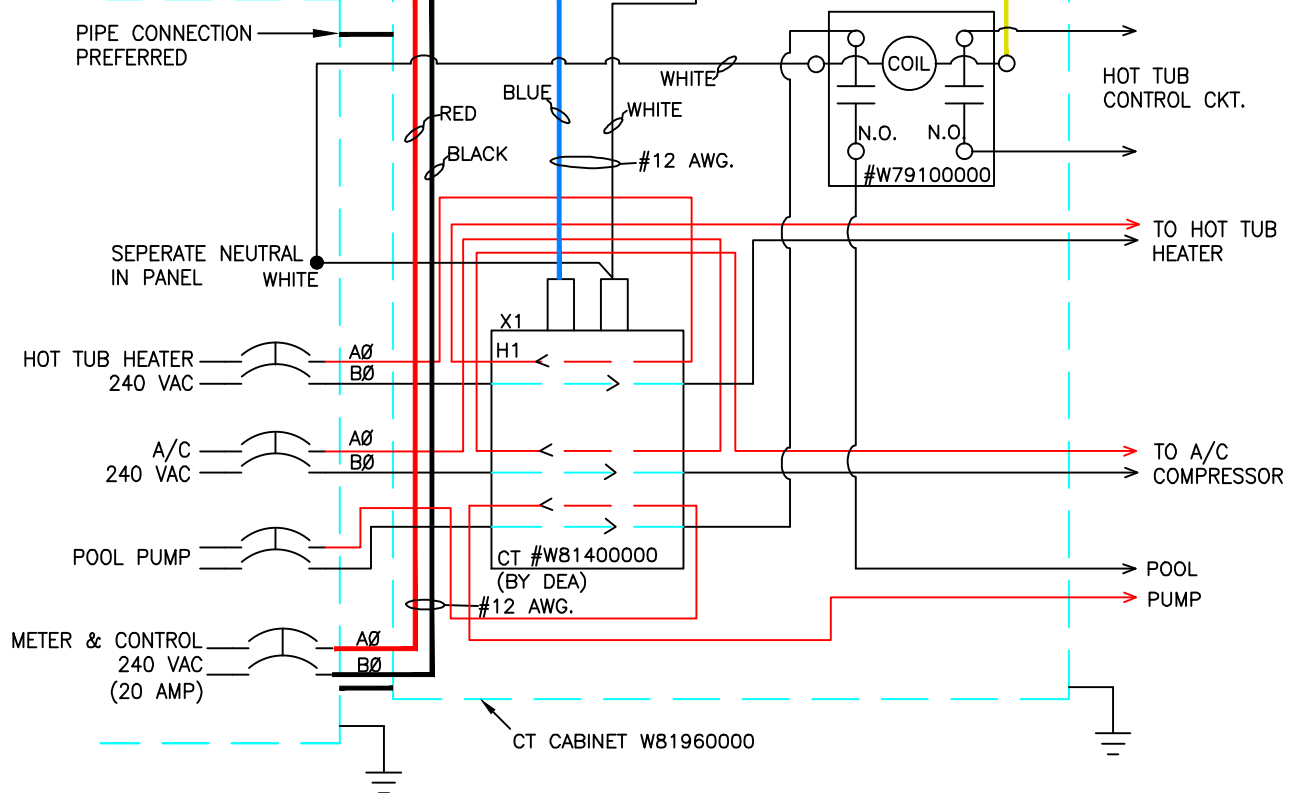 PIPE CONNECTION
PREFERRED
WHITE
COIL
HOT TUB
CONTROL CKT.
BLUE
WHITE
RED
BLACK
#12 AWG.
N.O.
N.O.
#W79100000
SEPERATE NEUTRAL
IN PANEL
WHITE
TO HOT TUB
HEATER
X1
H1
HOT TUB HEATER
240 VAC
AØ
BØ
A/C
240 VAC
AØ
BØ
TO A/C
COMPRESSOR
POOL PUMP
CT #W81400000
(BY DEA)
#12 AWG.
POOL
PUMP
METER & CONTROL
240 VAC
(20 AMP)
AØ
BØ
CT CABINET W81960000